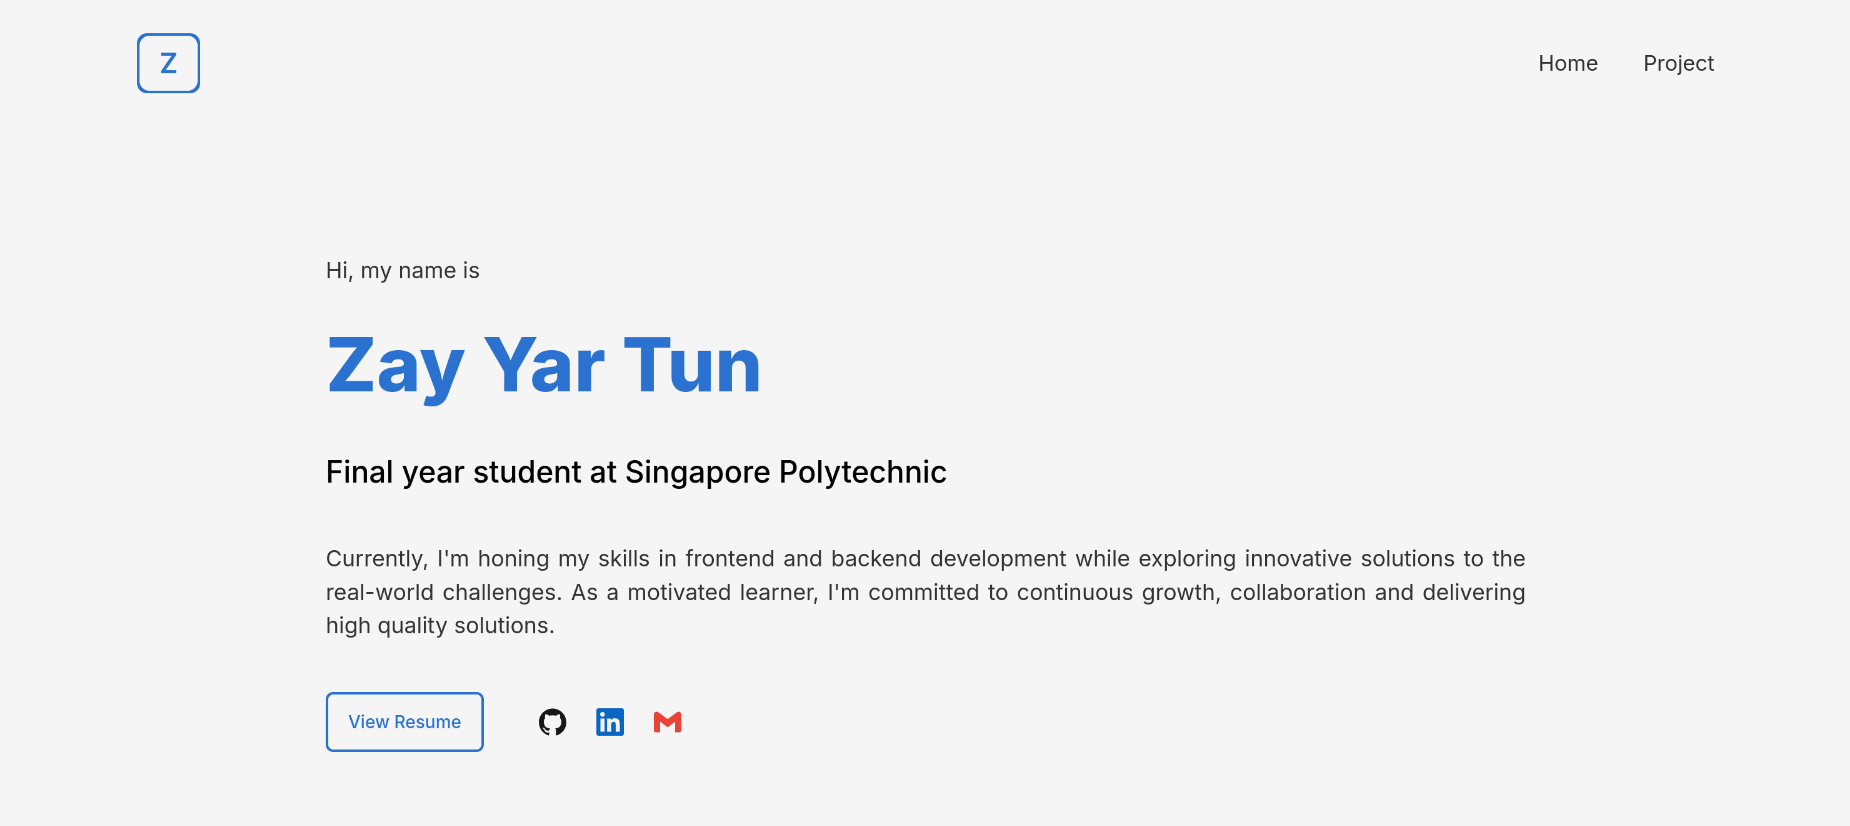 Z
Home Project
Hi, my name is
Zay Yar Tun
Final year student at Singapore Polytechnic
Currently, I'm honing my skills in frontend and backend development while exploring innovative solutions to the
real-world challenges. As a motivated learner, I'm committed to continuous growth, collaboration and delivering
high quality solutions.
View Resume in